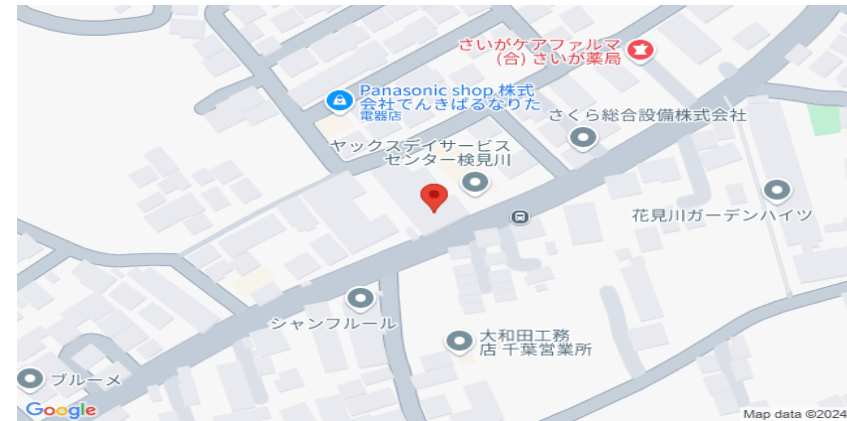 さいがケアファルマ
(合) さいが薬局
Panasonic shop 株式
会社でんきぱるなりた
電器店
さくら総合設備株式会社
ヤックスデイサービス
センター検見川
花見川ガーデンハイツ
シャンフルール
大和田工務
店 千葉営業所
ブルーメ
Google
Map data ©2024